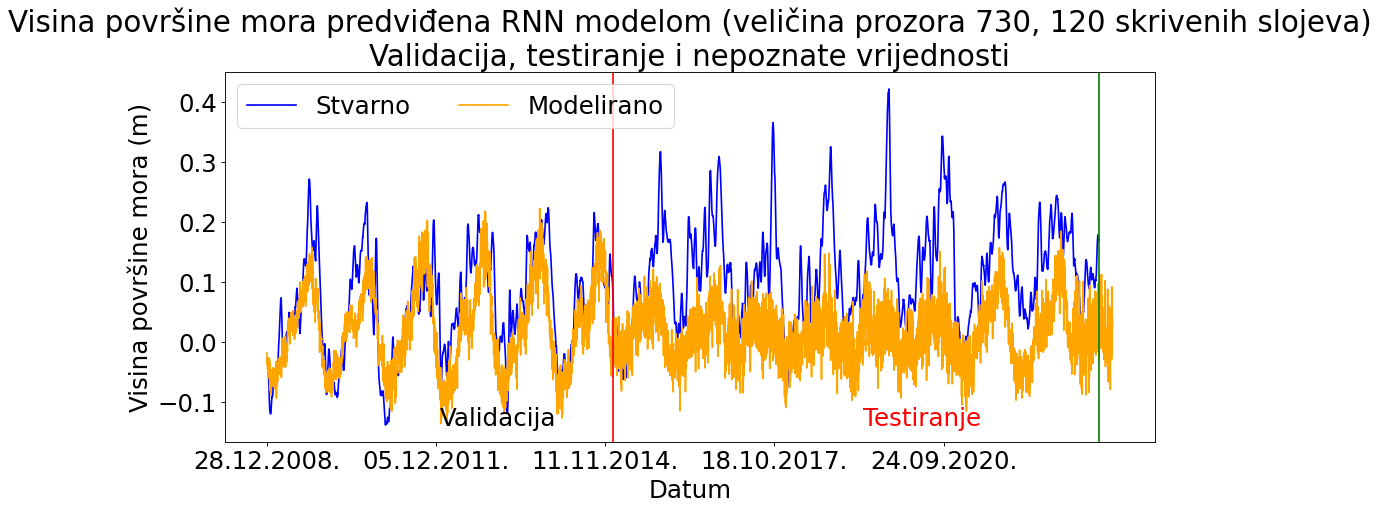 Visina površine mora predviđena RNN modelom (veličina prozora 730, 120 skrivenih slojeva)
Validacija, testiranje i nepoznate vrijednosti
Stvarno
Modelirano
Visina površine mora (m)
0.4
0.3
0.2
0.1
0.0
−0.1
Validacija
Testiranje
28.12.2008.
05.12.2011.
11.11.2014.
18.10.2017.
24.09.2020.
Datum